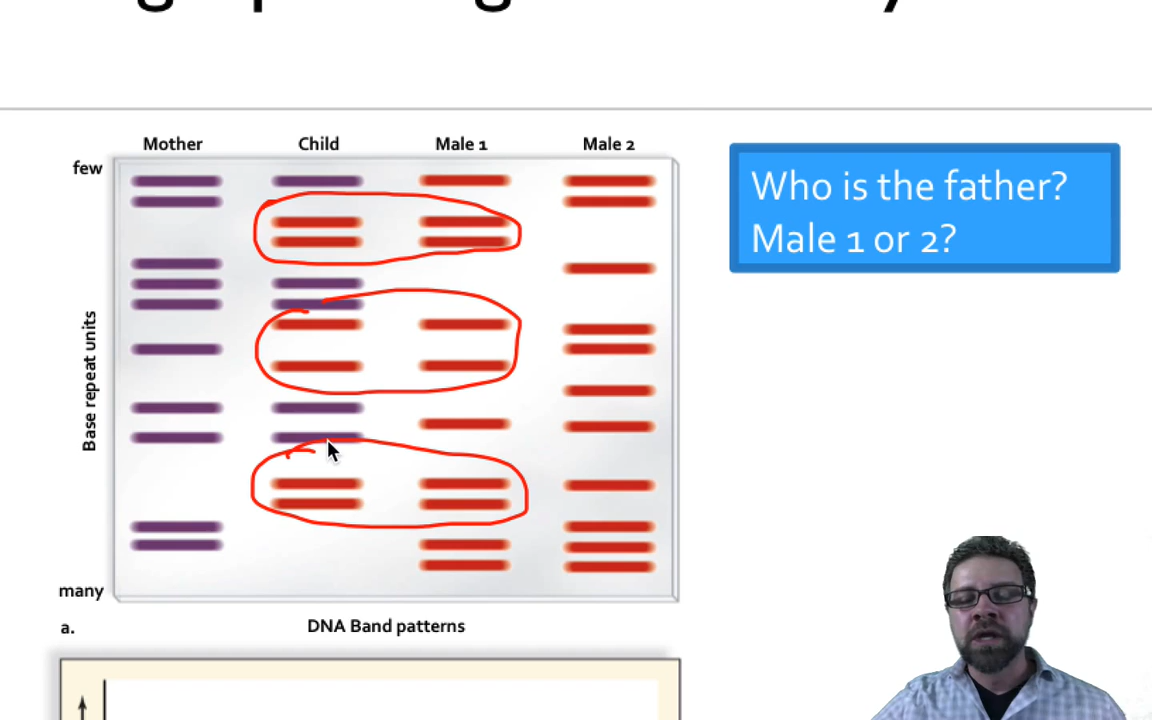 Mother Child Male 1 Male 2
few
Who is the father?
Male 1 or 2?
Base repeat units
many
a. DNA Band patterns